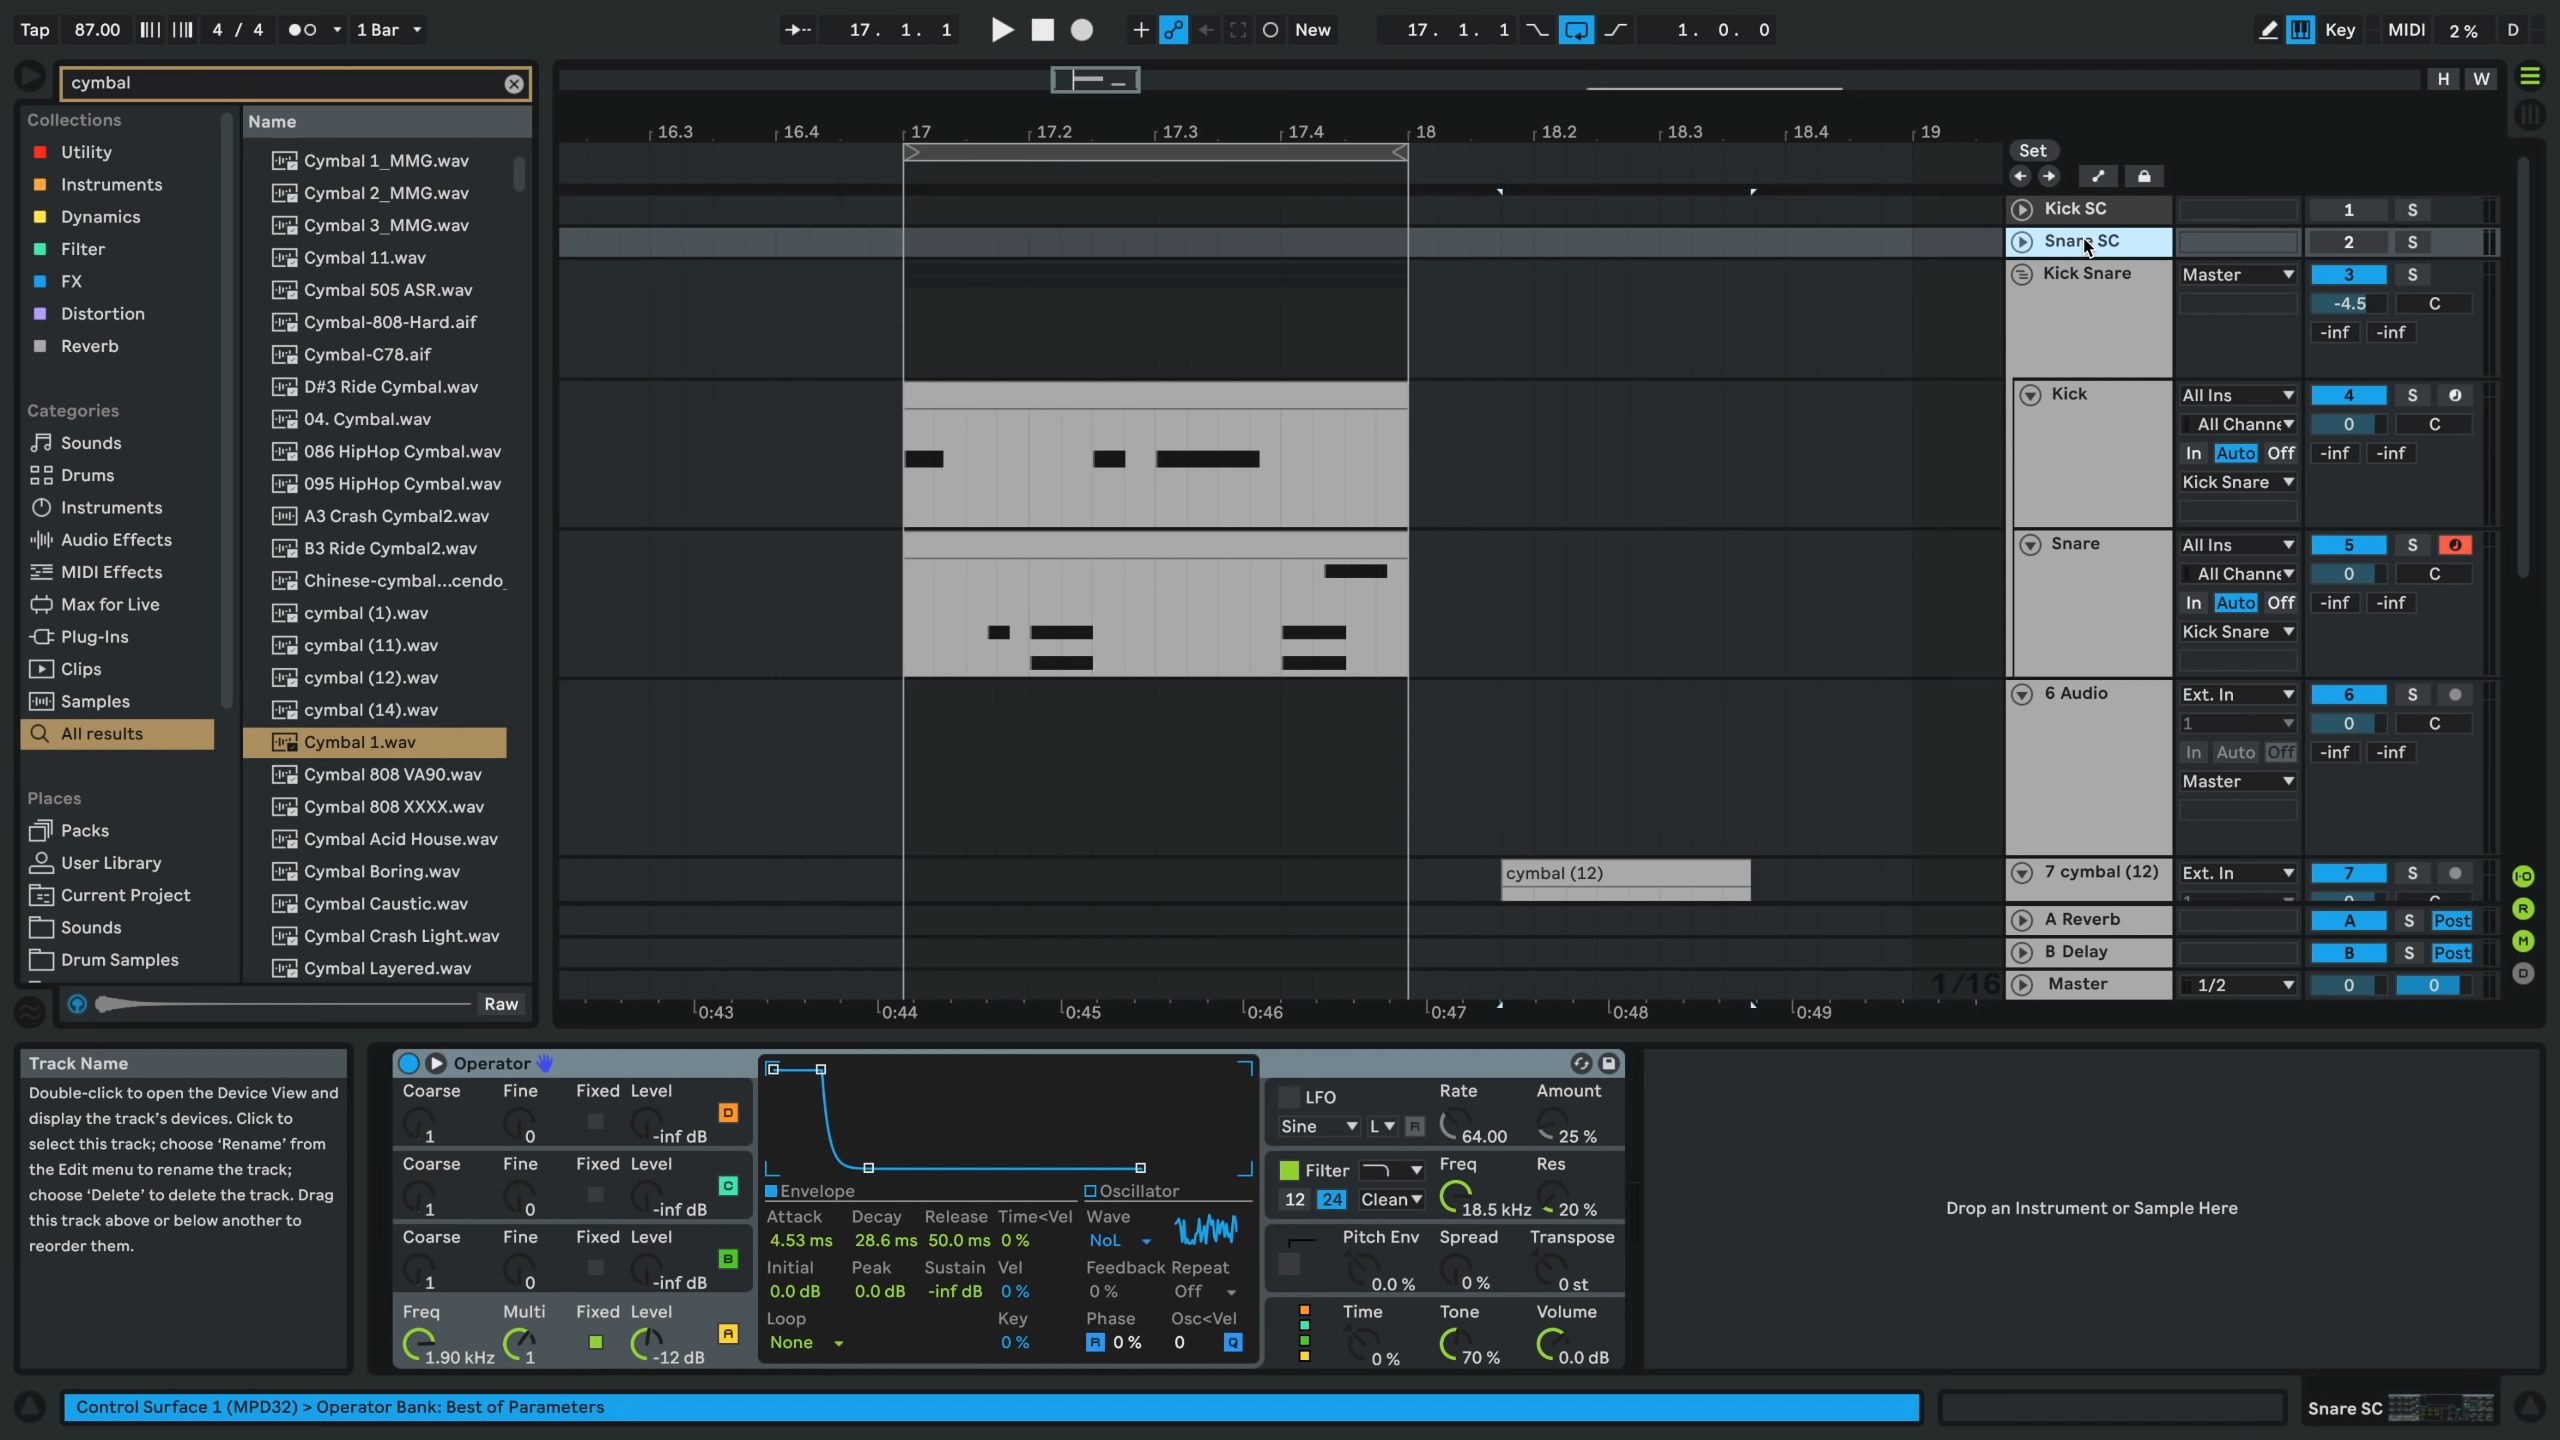 Tap 87.00 4 / 4 1 Bar 17. 1. 1 New 17. 1. 1 1. 0. 0 Key MIDI 2 % D
cymbal
H W
Collections
Utility
Instruments
Dynamics
Filter
FX
Distortion
Reverb
Categories
Sounds
Drums
Instruments
Audio Effects
MIDI Effects
Max for Live
Plug-Ins
Clips
Samples
All results
Places
Packs
User Library
Current Project
Sounds
Drum Samples
Name
Cymbal 1_MMG.wav
Cymbal 2_MMG.wav
Cymbal 3_MMG.wav
Cymbal 11.wav
Cymbal 505 ASR.wav
Cymbal-808-Hard.aif
Cymbal-C78.aif
D#3 Ride Cymbal.wav
04. Cymbal.wav
086 HipHop Cymbal.wav
095 HipHop Cymbal.wav
A3 Crash Cymbal2.wav
B3 Ride Cymbal2.wav
Chinese-cymbal...cendo_
cymbal (1).wav
cymbal (11).wav
cymbal (12).wav
cymbal (14).wav
Cymbal 1.wav
Cymbal 808 VA90.wav
Cymbal 808 XXXX.wav
Cymbal Acid House.wav
Cymbal Boring.wav
Cymbal Caustic.wav
Cymbal Crash Light.wav
Cymbal Layered.wav
Raw
16.3 16.4 17 17.2 17.3 17.4 18 18.2 18.3 18.4 19
Set
Kick SC 1 S
Snare SC 2 S
Kick Snare Master 3 S
-4.5 C
-inf -inf
Kick All Ins 4 S
All Channe 0 C
In Auto Off -inf -inf
Kick Snare
Snare All Ins 5 S
All Channe 0 C
In Auto Off -inf -inf
Kick Snare
6 Audio Ext. In 6 S
1 0 C
In Auto Off -inf -inf
Master
cymbal (12)
7 cymbal (12) Ext. In 7 S
A Reverb A S Post
B Delay B S Post
1/16
Master 1/2 0 0
I·O
R
M
D
0:43 0:44 0:45 0:46 0:47 0:48 0:49
Track Name
Double-click to open the Device View and
display the track's devices. Click to
select this track; choose 'Rename' from
the Edit menu to rename the track;
choose 'Delete' to delete the track. Drag
this track above or below another to
reorder them.
Operator
Coarse Fine Fixed Level
1 0 -inf dB D
Coarse Fine Fixed Level
1 0 -inf dB C
Coarse Fine Fixed Level
1 0 -inf dB B
Freq Multi Fixed Level
1.90 kHz 1 -12 dB A
Envelope Oscillator
Attack Decay Release Time<Vel Wave
4.53 ms 28.6 ms 50.0 ms 0 % NoL
Initial Peak Sustain Vel Feedback Repeat
0.0 dB 0.0 dB -inf dB 0 % 0 % Off
Loop Key Phase Osc<Vel
None 0 % R 0 % 0 Q
LFO Rate Amount
Sine L R 64.00 25 %
Filter Freq Res
12 24 Clean 18.5 kHz 20 %
Pitch Env Spread Transpose
0.0 % 0 % 0 st
Time Tone Volume
0 % 70 % 0.0 dB
Drop an Instrument or Sample Here
Control Surface 1 (MPD32) > Operator Bank: Best of Parameters
Snare SC